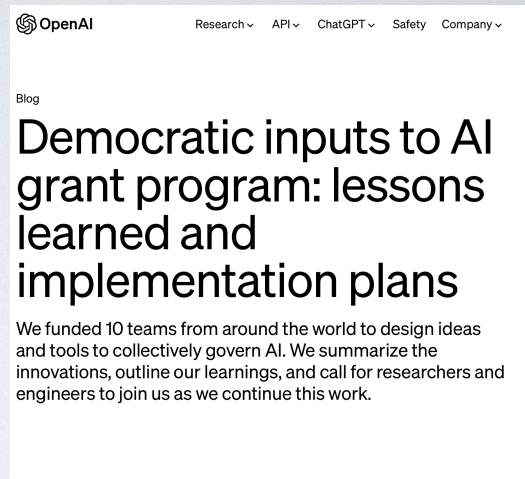 OpenAI
Research API ChatGPT Safety Company
Blog
Democratic inputs to AI
grant program: lessons
learned and
implementation plans
We funded 10 teams from around the world to design ideas
and tools to collectively govern AI. We summarize the
innovations, outline our learnings, and call for researchers and
engineers to join us as we continue this work.